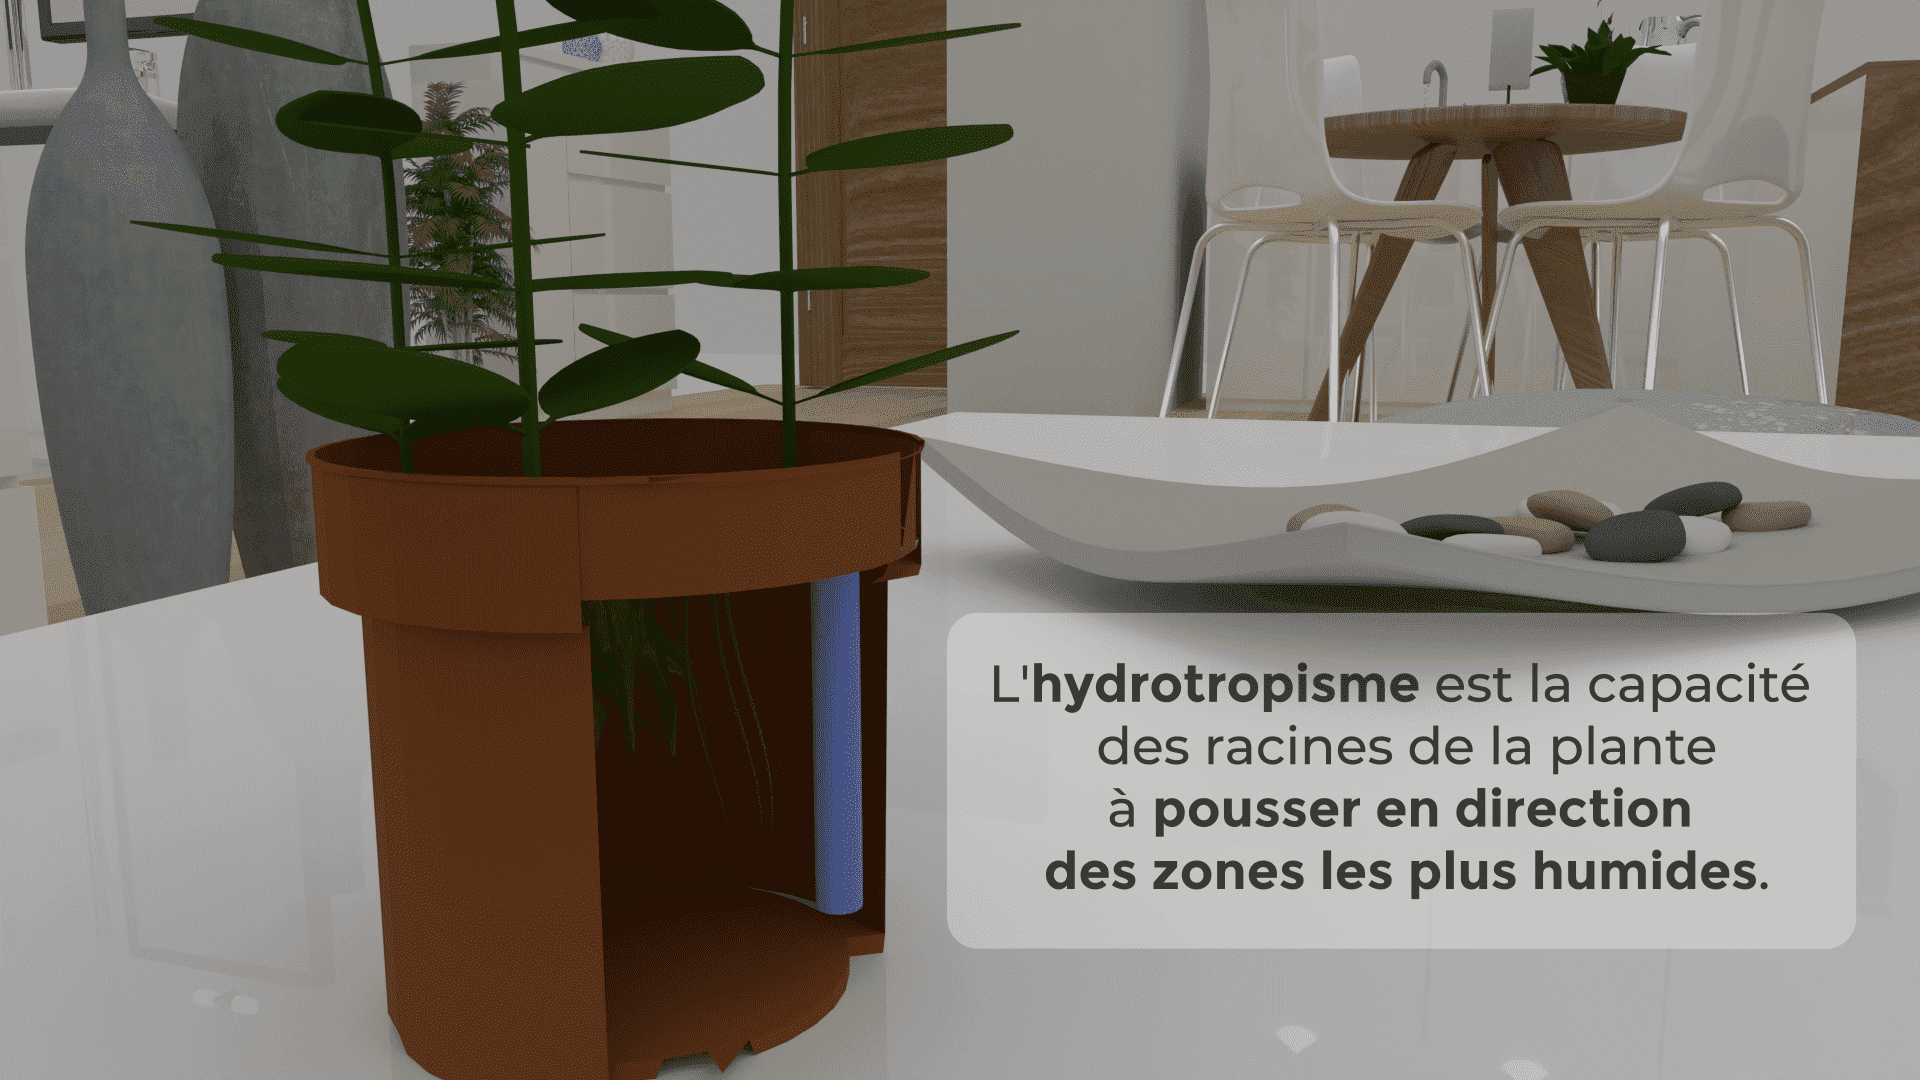 L'hydrotropisme est la capacité
des racines de la plante
à pousser en direction
des zones les plus humides.